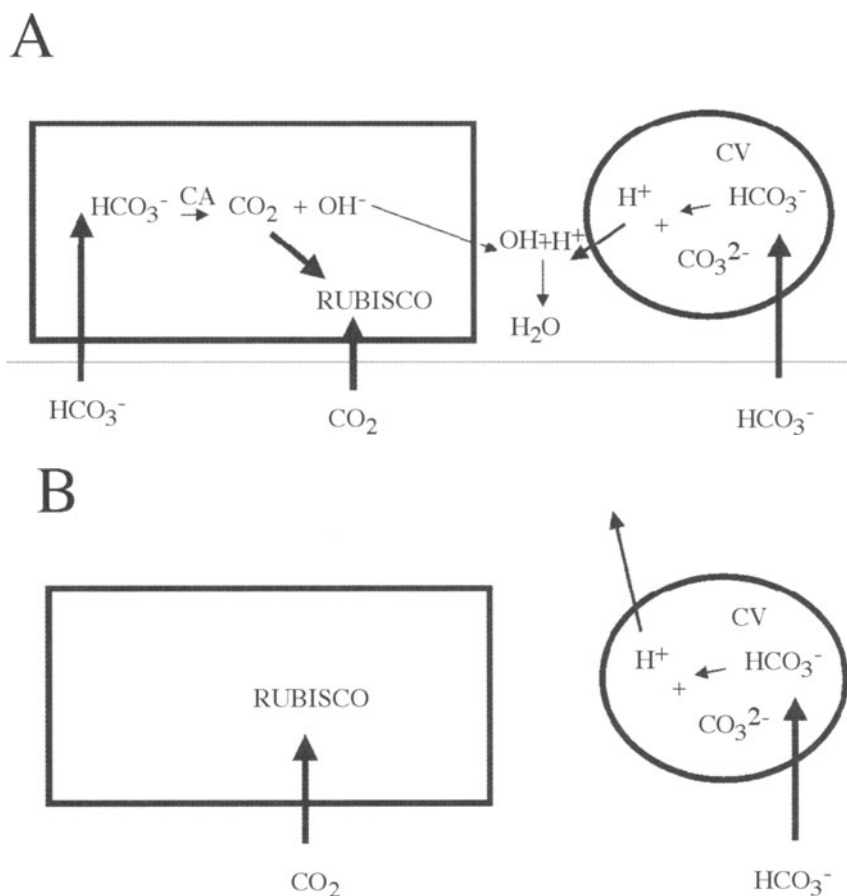 A
CV
HCO₃⁻ CA CO₂ + OH⁻
H⁺ HCO₃⁻
+
OH⁻+H⁺
CO₃²⁻
RUBISCO
H₂O
HCO₃⁻ CO₂ HCO₃⁻
B
CV
H⁺ HCO₃⁻
+
RUBISCO
CO₃²⁻
CO₂ HCO₃⁻